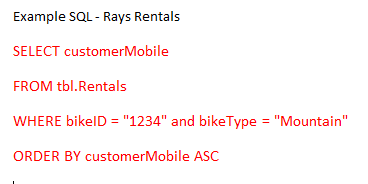 Example SQL - Rays Rentals
SELECT customerMobile
FROM tbl.Rentals
WHERE bikeID = "1234" and bikeType = "Mountain"
ORDER BY customerMobile ASC